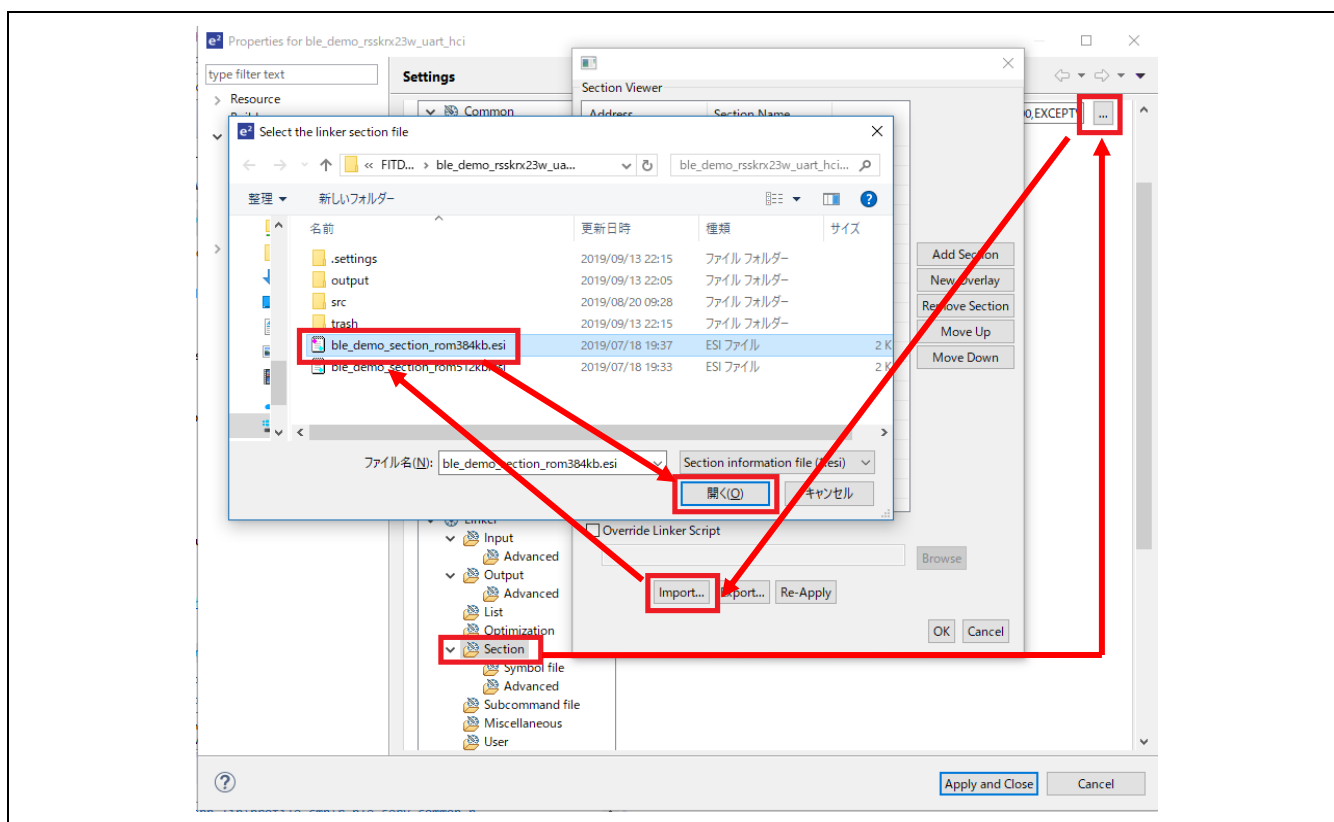 e² Properties for ble_demo_rsskrx23w_uart_hci
type filter text
Settings
Resource
Common
Section Viewer
Address Section Name
0,EXCEPTV ...
e² Select the linker section file
« FITD... › ble_demo_rsskrx23w_ua...
ble_demo_rsskrx23w_uart_hci...
整理 新しいフォルダー
名前 更新日時 種類 サイズ
.settings 2019/09/13 22:15 ファイル フォルダー
output 2019/09/13 22:05 ファイル フォルダー
src 2019/08/20 09:28 ファイル フォルダー
trash 2019/09/13 22:15 ファイル フォルダー
ble_demo_section_rom384kb.esi 2019/07/18 19:37 ESI ファイル 2 K
ble_demo_section_rom512kb.esi 2019/07/18 19:33 ESI ファイル 2 K
ファイル名(N): ble_demo_section_rom384kb.esi Section information file (*.esi)
開く(O) キャンセル
Add Section
New Overlay
Remove Section
Move Up
Move Down
Linker
Input
Advanced
Output
Advanced
List
Optimization
Section
Symbol file
Advanced
Subcommand file
Miscellaneous
User
Override Linker Script
Browse
Import... Export... Re-Apply
OK Cancel
? Apply and Close Cancel